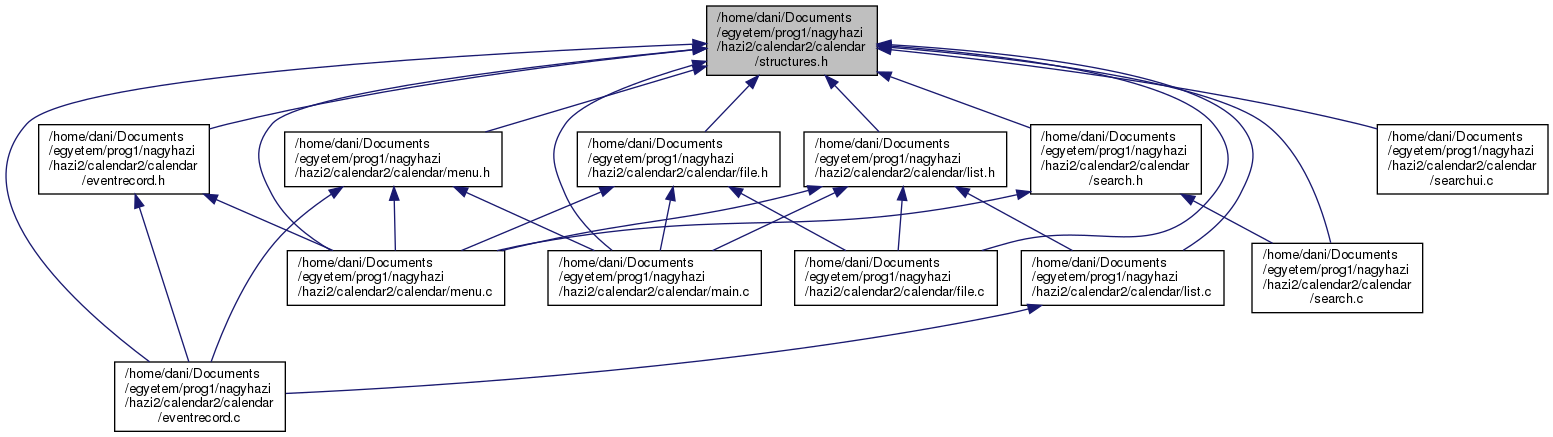 /home/dani/Documents
/egyetem/prog1/nagyhazi
/hazi2/calendar2/calendar
/structures.h
/home/dani/Documents
/egyetem/prog1/nagyhazi
/hazi2/calendar2/calendar
/eventrecord.h
/home/dani/Documents
/egyetem/prog1/nagyhazi
/hazi2/calendar2/calendar/menu.h
/home/dani/Documents
/egyetem/prog1/nagyhazi
/hazi2/calendar2/calendar/file.h
/home/dani/Documents
/egyetem/prog1/nagyhazi
/hazi2/calendar2/calendar/list.h
/home/dani/Documents
/egyetem/prog1/nagyhazi
/hazi2/calendar2/calendar
/search.h
/home/dani/Documents
/egyetem/prog1/nagyhazi
/hazi2/calendar2/calendar
/searchui.c
/home/dani/Documents
/egyetem/prog1/nagyhazi
/hazi2/calendar2/calendar/menu.c
/home/dani/Documents
/egyetem/prog1/nagyhazi
/hazi2/calendar2/calendar/main.c
/home/dani/Documents
/egyetem/prog1/nagyhazi
/hazi2/calendar2/calendar/file.c
/home/dani/Documents
/egyetem/prog1/nagyhazi
/hazi2/calendar2/calendar/list.c
/home/dani/Documents
/egyetem/prog1/nagyhazi
/hazi2/calendar2/calendar
/search.c
/home/dani/Documents
/egyetem/prog1/nagyhazi
/hazi2/calendar2/calendar
/eventrecord.c